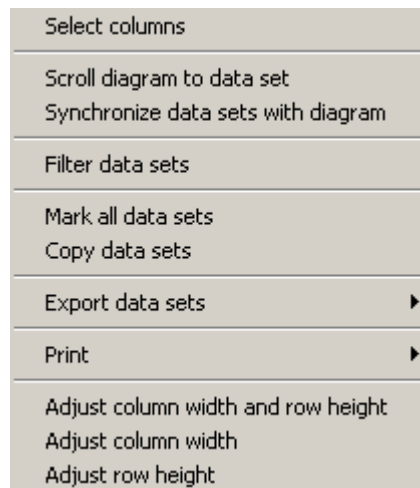 Select columns
Scroll diagram to data set
Synchronize data sets with diagram
Filter data sets
Mark all data sets
Copy data sets
Export data sets
Print
Adjust column width and row height
Adjust column width
Adjust row height